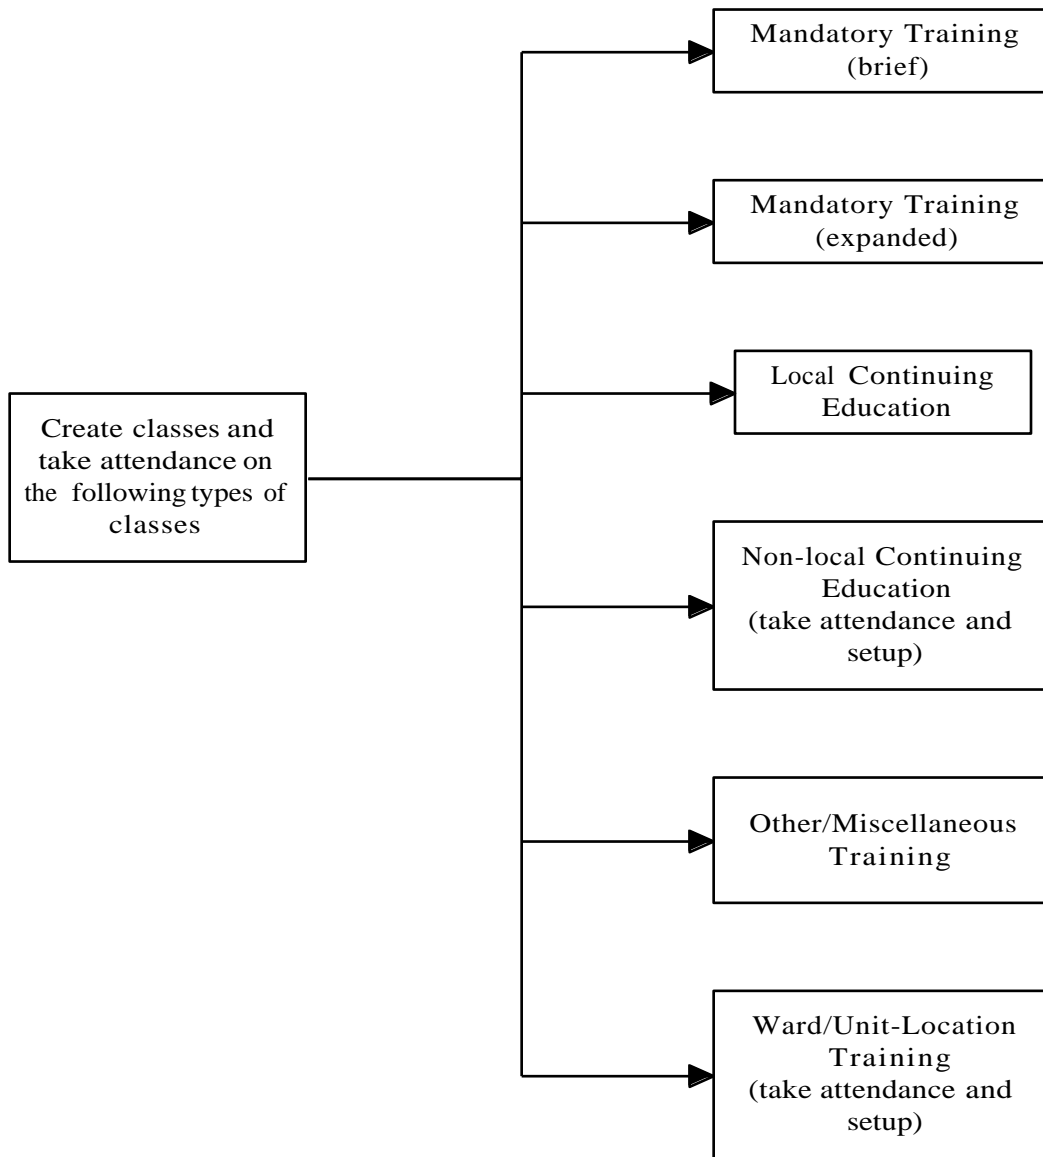 Mandatory Training
(brief)
Mandatory Training
(expanded)
Local Continuing
Education
Create classes and
take attendance on
the following types of
classes
Non-local Continuing
Education
(take attendance and
setup)
Other/Miscellaneous
Training
Ward/Unit-Location
Training
(take attendance and
setup)